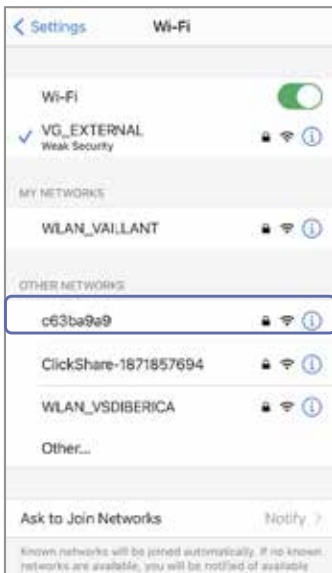 Settings
Wi-Fi
Wi-Fi
VG_EXTERNAL
Weak Security
MY NETWORKS
WLAN_VAILLANT
OTHER NETWORKS
c63ba9a9
ClickShare-1871857694
WLAN_VSDIBERICA
Other...
Ask to Join Networks
Notify
Known networks will be joined automatically. If no known
networks are available, you will be notified of available